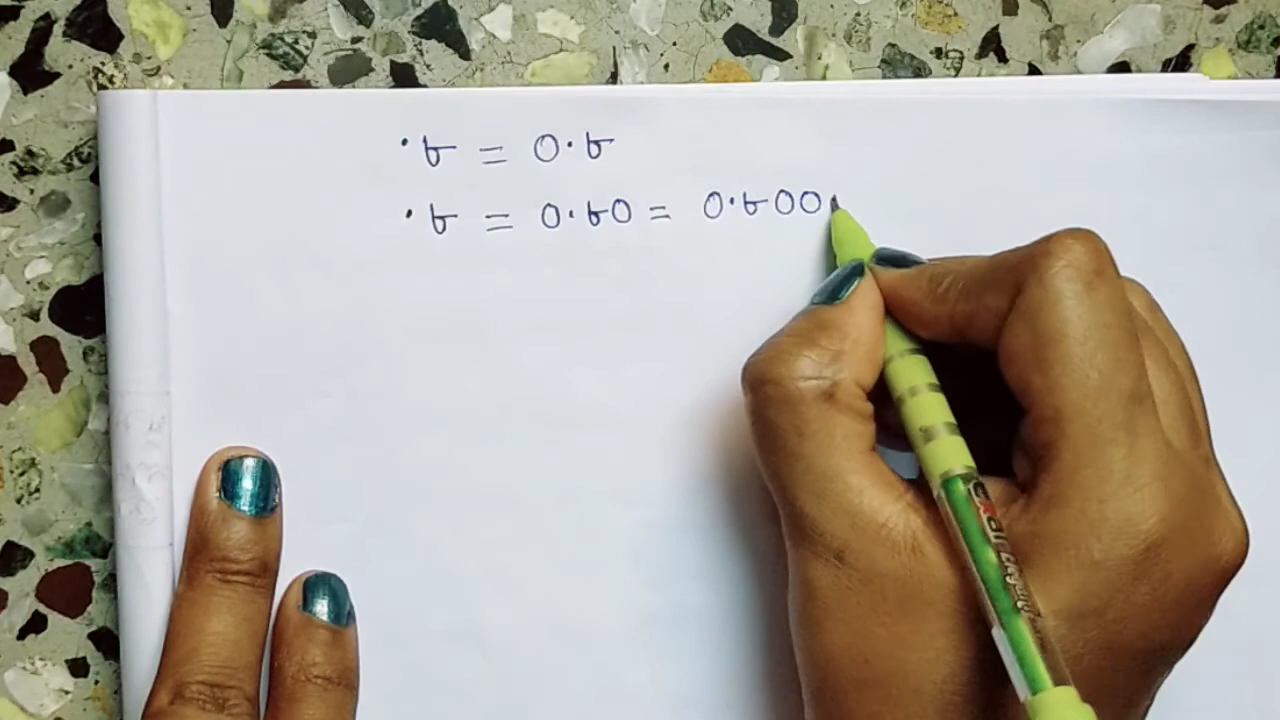 ·৮ = ০·৮
·৮ = ০·৮০ = ০·৮০০